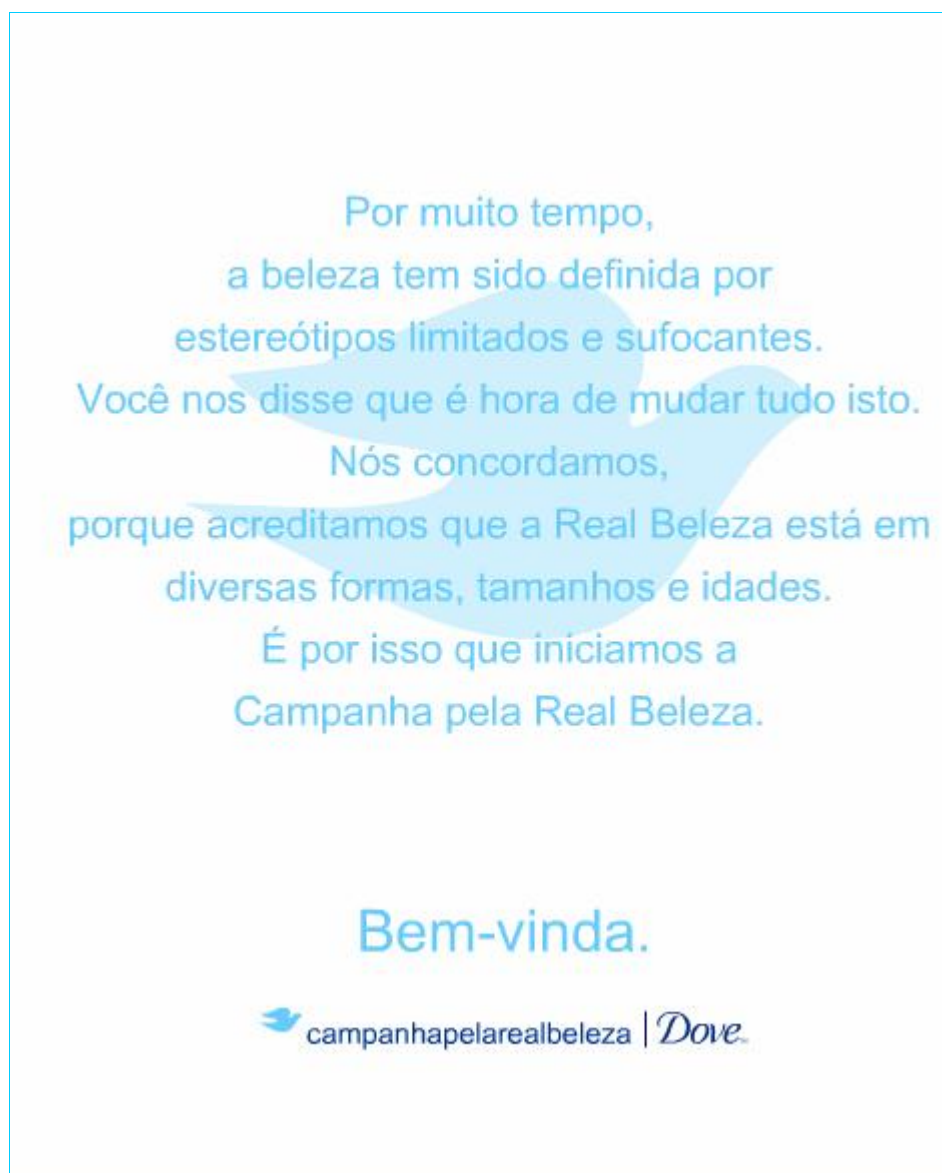 Por muito tempo,
a beleza tem sido definida por
estereótipos limitados e sufocantes.
Você nos disse que é hora de mudar tudo isto.
Nós concordamos,
porque acreditamos que a Real Beleza está em
diversas formas, tamanhos e idades.
É por isso que iniciamos a
Campanha pela Real Beleza.
Bem-vinda.
campanhapelarealbeleza | Dove